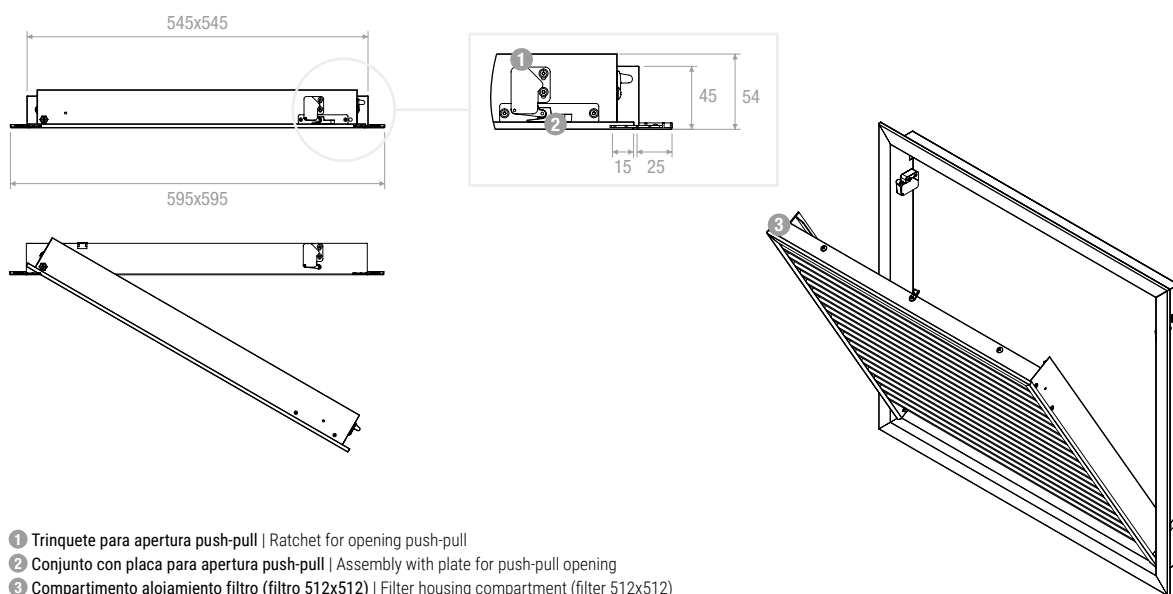 545x545
1
45
54
2
15
25
595x595
3
1 Trinquete para apertura push-pull | Ratchet for opening push-pull
2 Conjunto con placa para apertura push-pull | Assembly with plate for push-pull opening
3 Compartimento alojamiento filtro (filtro 512x512) | Filter housing compartment (filter 512x512)